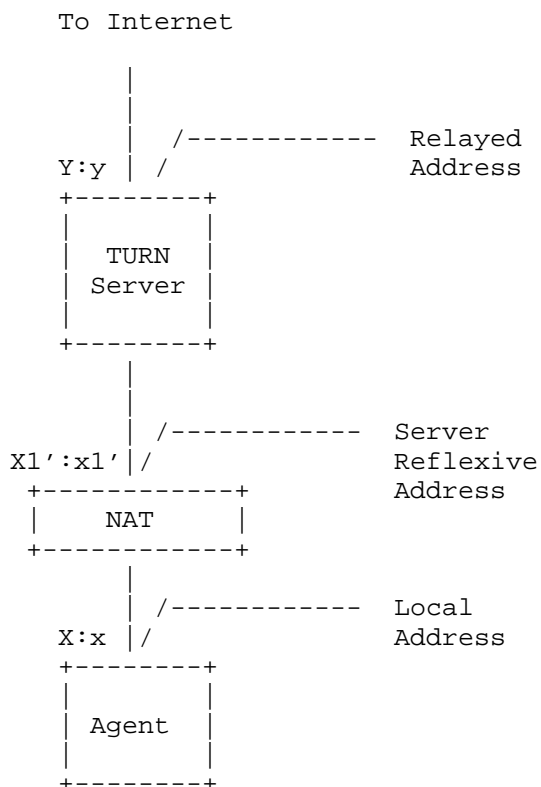 To Internet
/------------ Relayed
Y:y | / Address
TURN
Server
/------------ Server
X1':x1'|/ Reflexive
Address
NAT
/------------ Local
X:x |/ Address
Agent